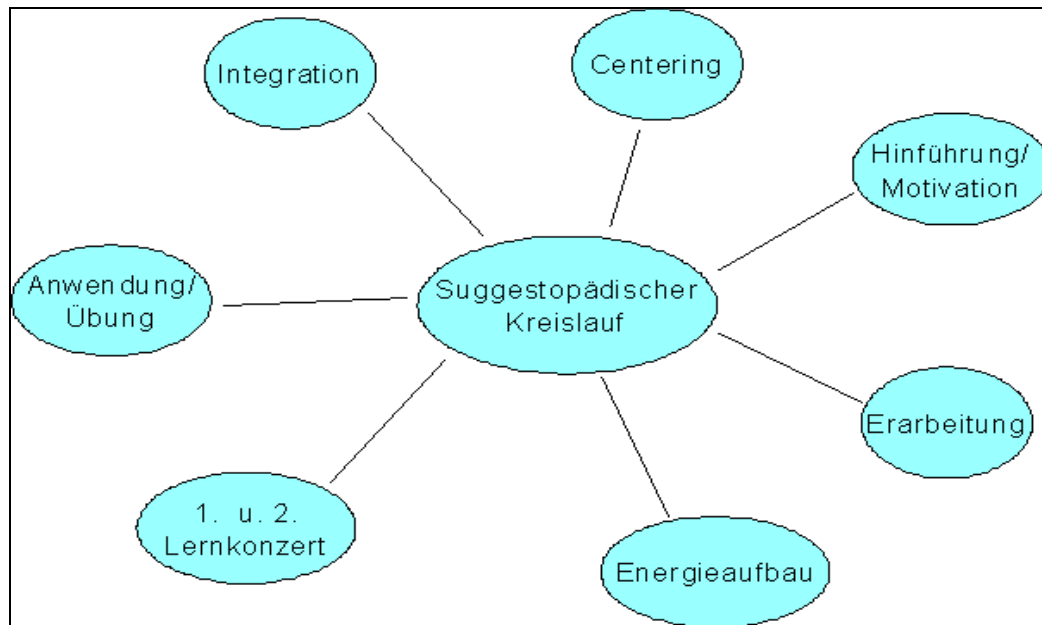 Integration
Centering
Hinführung/
Motivation
Anwendung/
Übung
Suggestopädischer
Kreislauf
Erarbeitung
1. u. 2.
Lernkonzert
Energieaufbau